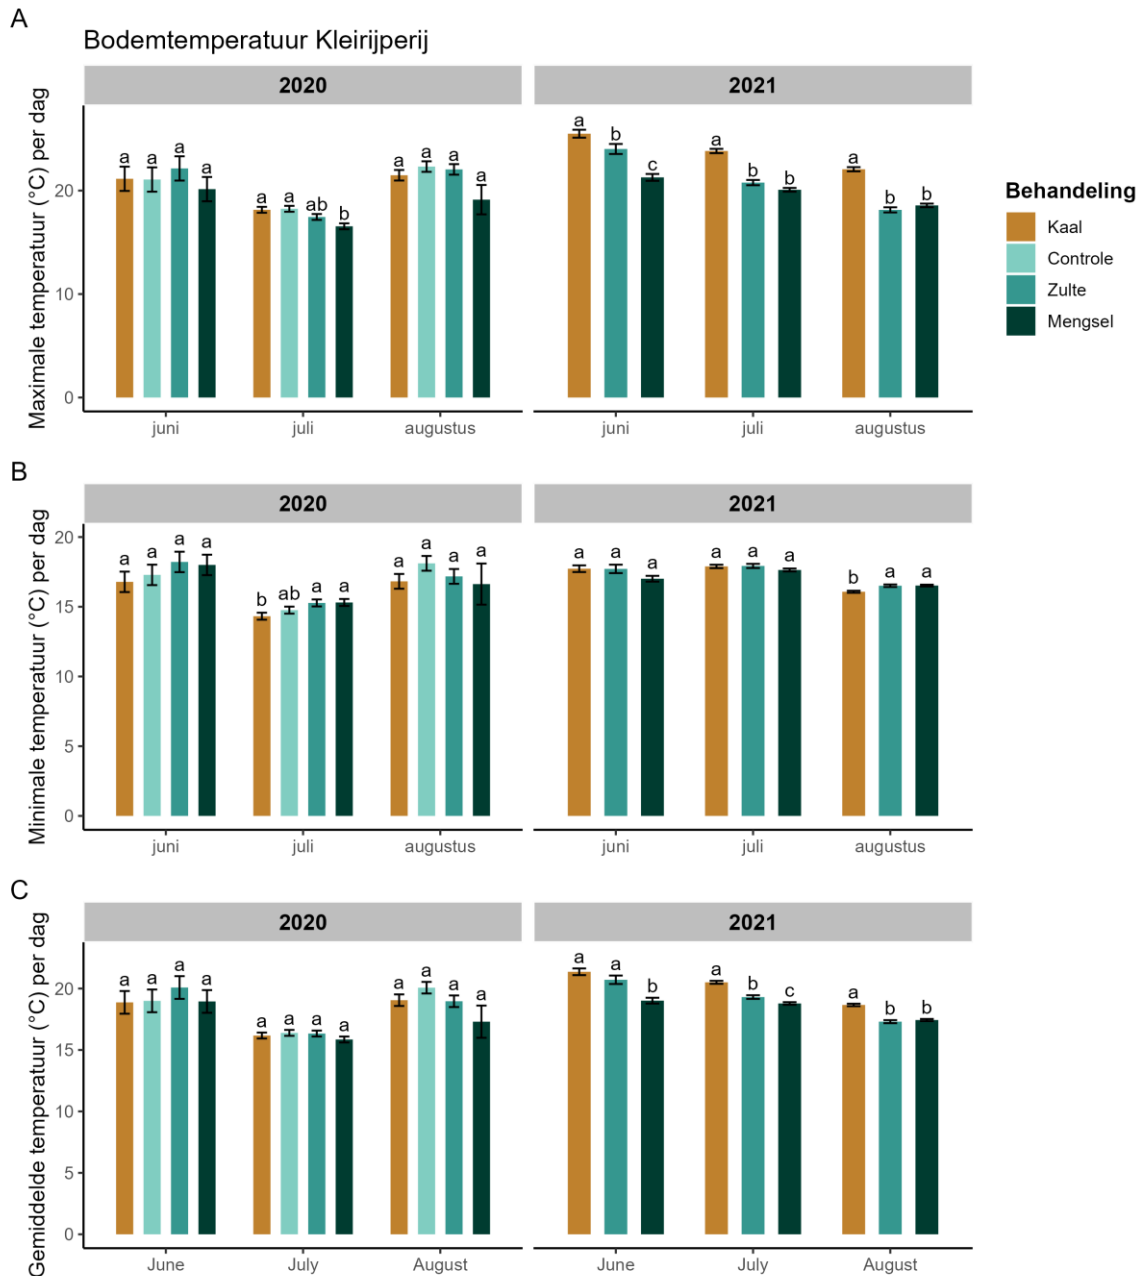 A
Bodemtemperatuur Kleirijperij
2020
2021
Maximale temperatuur (°C) per dag
20
10
0
a a a a
a a ab b
a a a a
a b c
a b b
a b b
juni juli augustus
juni juli augustus
Behandeling
Kaal
Controle
Zulte
Mengsel
B
2020
2021
Minimale temperatuur (°C) per dag
20
15
10
5
0
a a a a
b ab a a
a a a a
a a a
a a a
b a a
juni juli augustus
juni juli augustus
C
2020
2021
Gemiddelde temperatuur (°C) per dag
20
15
10
5
0
a a a a
a a a a
a a a a
a a b
a b c
a b b
June July August
June July August